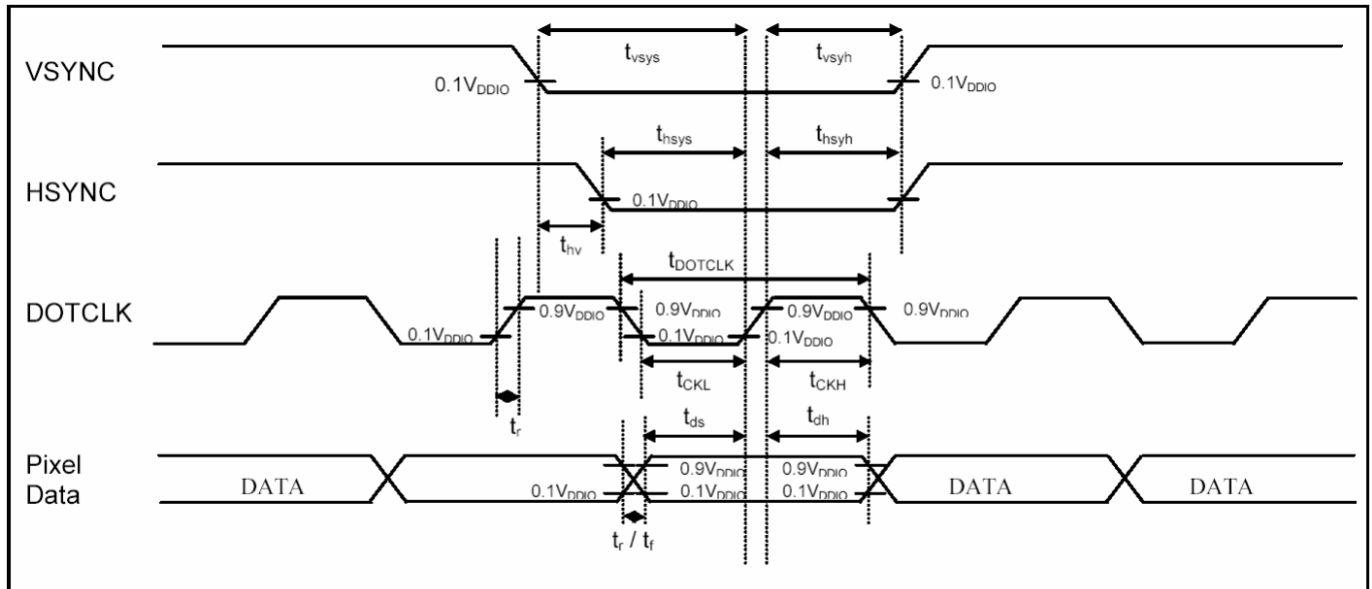 t_vsys t_vsyh
VSYNC
0.1V_DDIO 0.1V_DDIO
t_hsys t_hsyh
HSYNC
0.1V_DDIO
t_hv
t_DOTCLK
DOTCLK
0.9V_DDIO 0.9V_DDIO 0.9V_DDIO 0.9V_DDIO
0.1V_DDIO 0.1V_DDIO 0.1V_DDIO
t_CKL t_CKH
t_r
t_ds t_dh
Pixel
Data
0.9V_DDIO 0.9V_DDIO
DATA 0.1V_DDIO 0.1V_DDIO 0.1V_DDIO DATA DATA
t_r / t_f